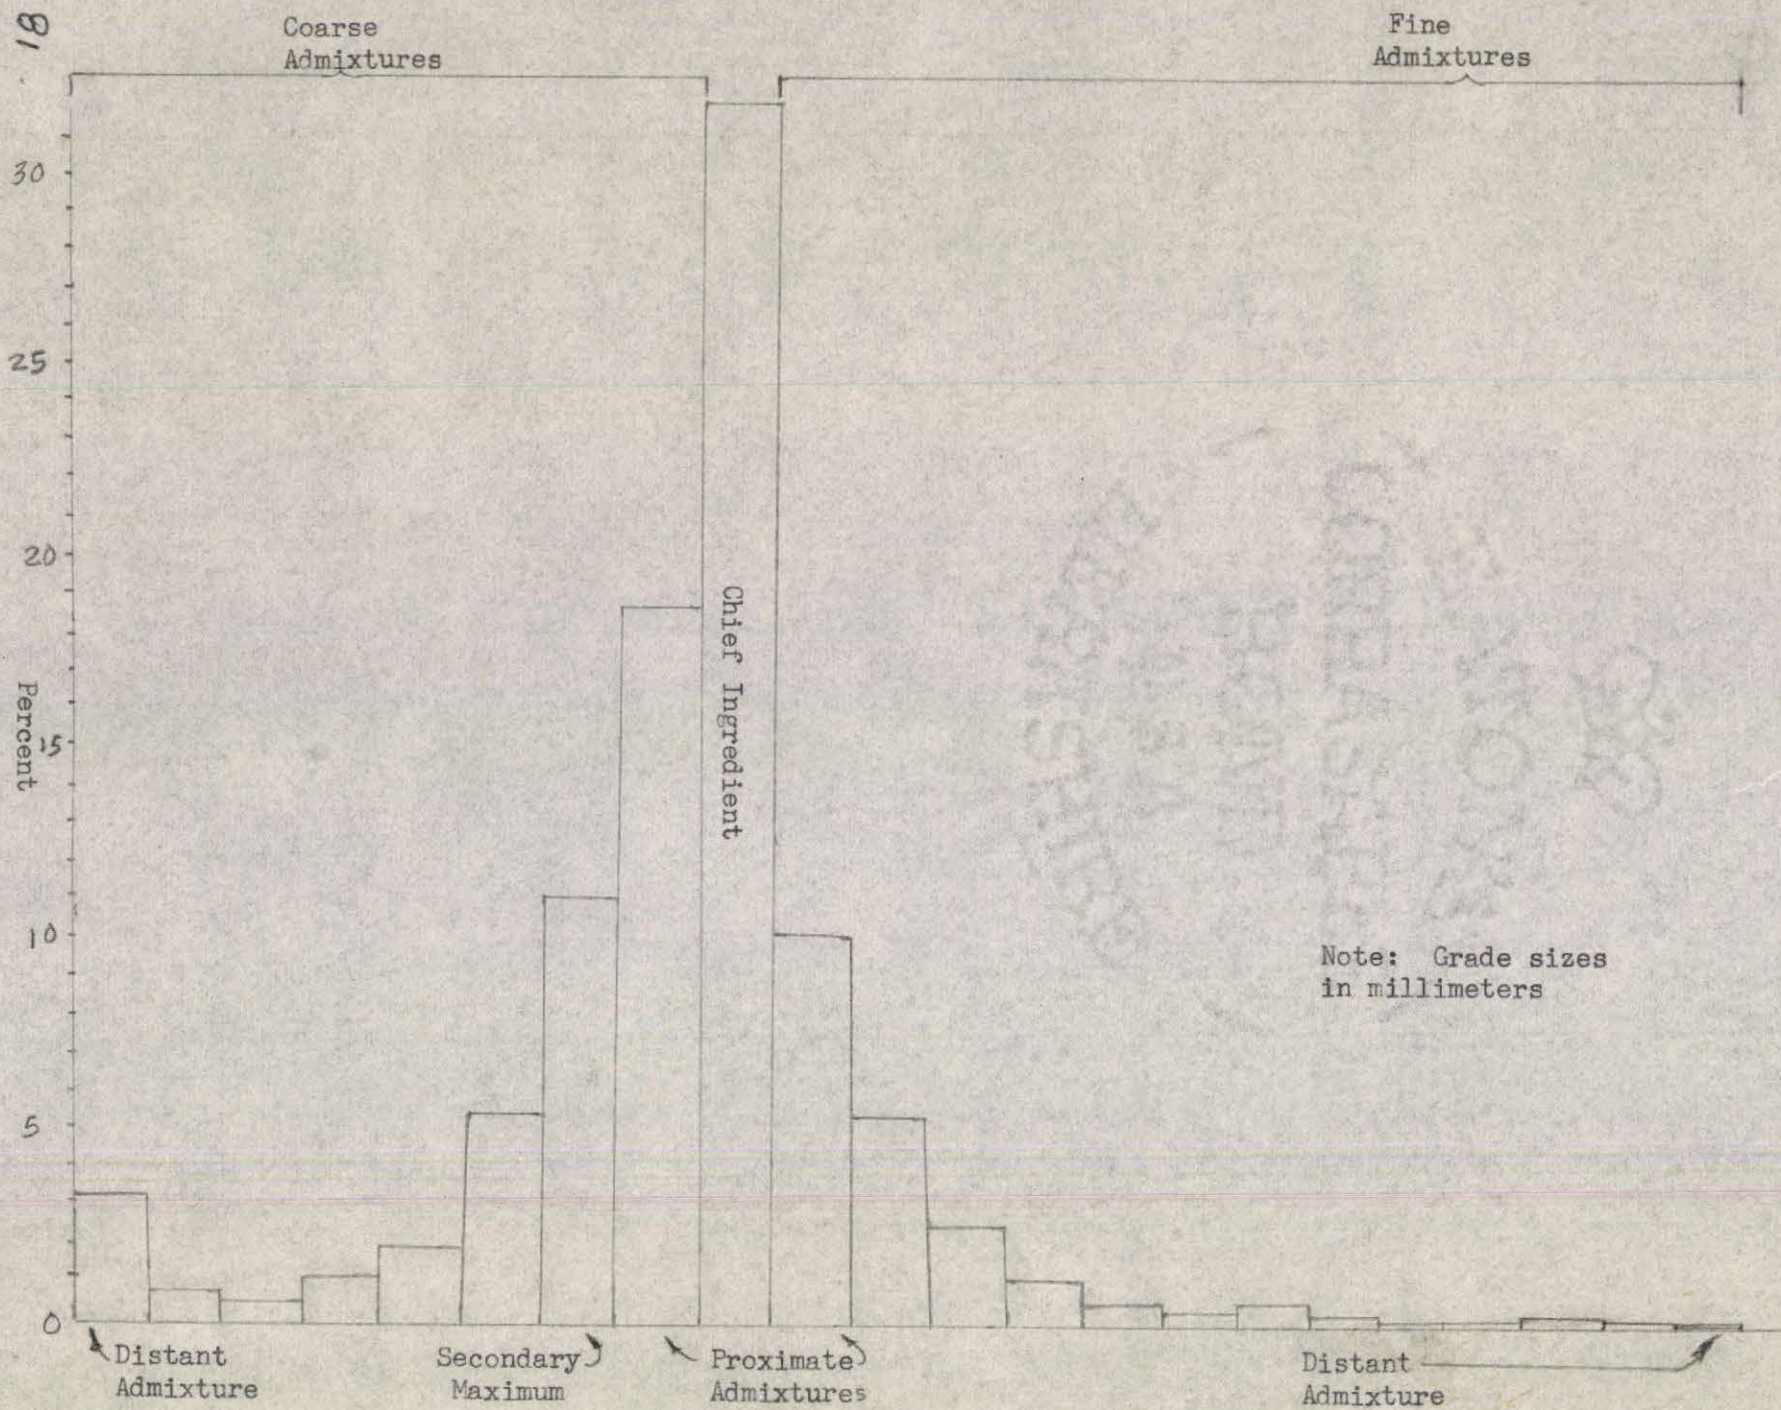 18
Coarse
Admixtures
Fine
Admixtures
30
25
20
15
10
5
0
Percent
Chief Ingredient
Note: Grade sizes
in millimeters
Distant
Admixture
Secondary
Maximum
Proximate
Admixtures
Distant
Admixture